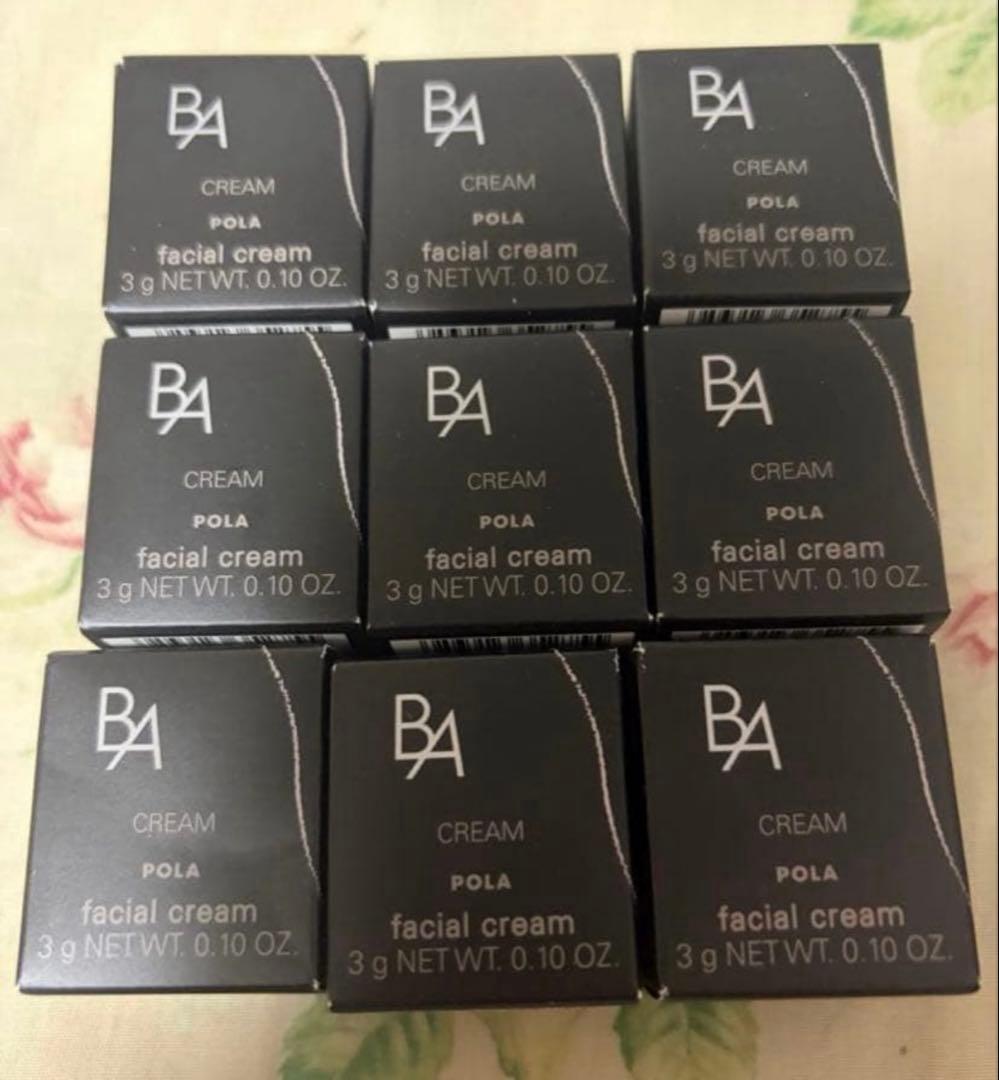 BA
CREAM
POLA
facial cream
3 g NET WT. 0.10 OZ.
BA
CREAM
POLA
facial cream
3 g NET WT. 0.10 OZ.
BA
CREAM
POLA
facial cream
3 g NET WT. 0.10 OZ.
BA
CREAM
POLA
facial cream
3 g NET WT. 0.10 OZ.
BA
CREAM
POLA
facial cream
3 g NET WT. 0.10 OZ.
BA
CREAM
POLA
facial cream
3 g NET WT. 0.10 OZ.
BA
CREAM
POLA
facial cream
3 g NET WT. 0.10 OZ.
BA
CREAM
POLA
facial cream
3 g NET WT. 0.10 OZ.
BA
CREAM
POLA
facial cream
3 g NET WT. 0.10 OZ.